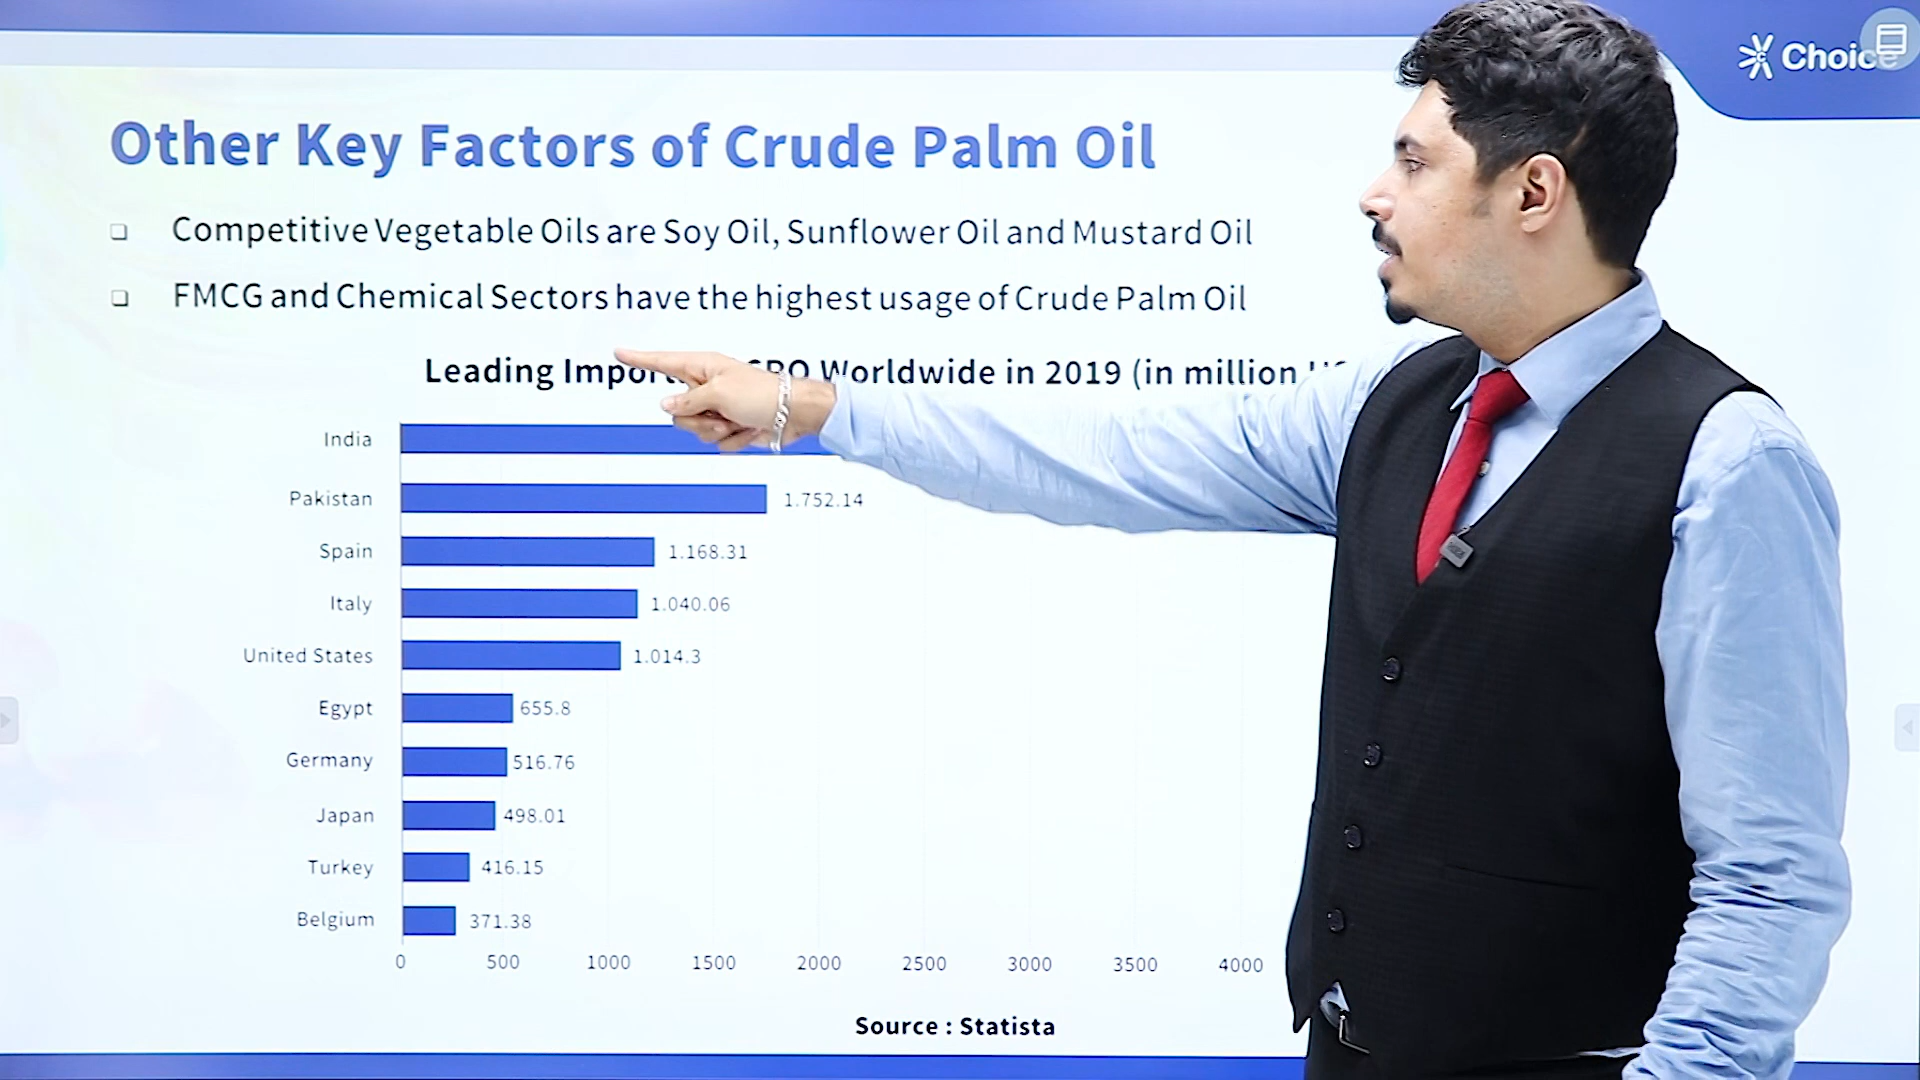 Choice
Other Key Factors of Crude Palm Oil
❑ Competitive Vegetable Oils are Soy Oil, Sunflower Oil and Mustard Oil
❑ FMCG and Chemical Sectors have the highest usage of Crude Palm Oil
Leading Worldwide in 2019 (in million
India
Pakistan 1.752.14
Spain 1.168.31
Italy 1.040.06
United States 1.014.3
Egypt 655.8
Germany 516.76
Japan 498.01
Turkey 416.15
Belgium 371.38
0 500 1000 1500 2000 2500 3000 3500 4000
Source : Statista